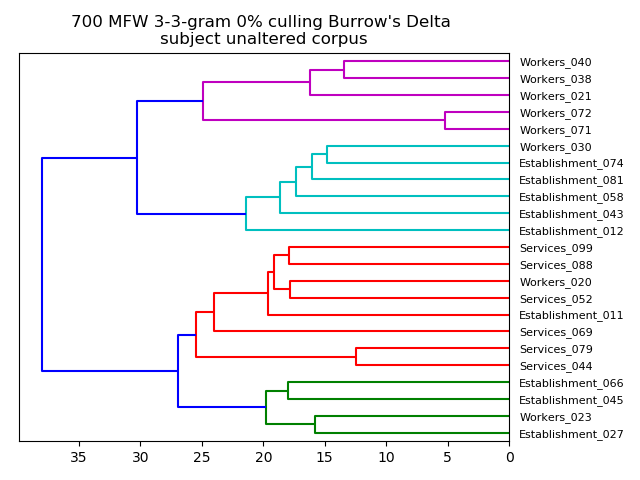 700 MFW 3-3-gram 0% culling Burrow's Delta
subject unaltered corpus
Workers_040
Workers_038
Workers_021
Workers_072
Workers_071
Workers_030
Establishment_074
Establishment_081
Establishment_058
Establishment_043
Establishment_012
Services_099
Services_088
Workers_020
Services_052
Establishment_011
Services_069
Services_079
Services_044
Establishment_066
Establishment_045
Workers_023
Establishment_027
35 30 25 20 15 10 5 0